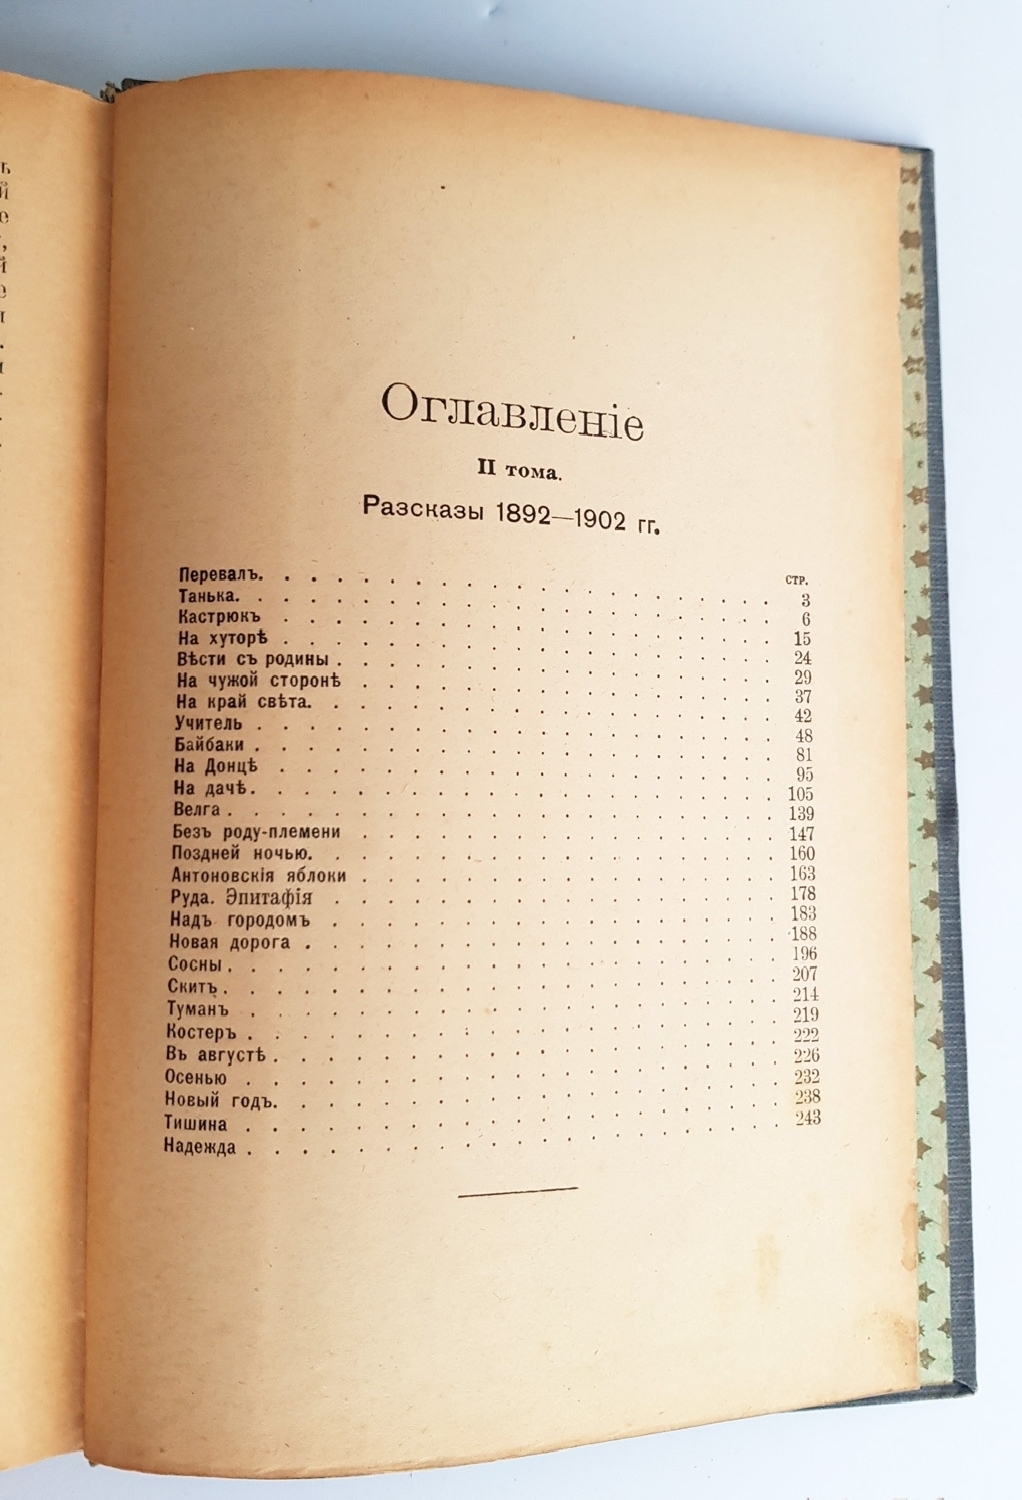 Оглавленіе
II тома.
Разсказы 1892—1902 гг.
СТР.
Перевалъ. 3
Танька. 6
Кастрюкъ 15
На хуторѣ 24
Вѣсти съ родины 29
На чужой сторонѣ 37
На край свѣта. 42
Учитель 48
Байбаки 81
На Донцѣ 95
На дачѣ 105
Велга 139
Безъ роду-племени 147
Поздней ночью. 160
Антоновскія яблоки 163
Руда. Эпитафія 178
Надъ городомъ 183
Новая дорога 188
Сосны 196
Скитъ 207
Туманъ 214
Костеръ 219
Въ августѣ 222
Осенью 226
Новый годъ. 232
Тишина 238
Надежда 243